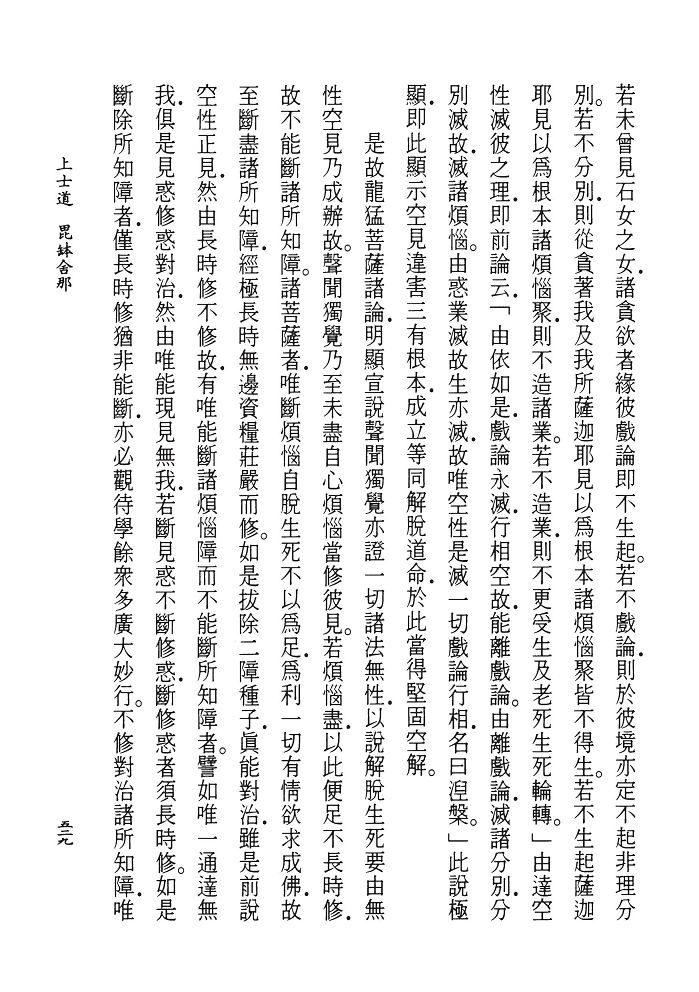 若未曾見石女之女．諸貪欲者緣彼戲論即不生起。若不戲論．則於彼境亦定不起非理分
別。若不分別．則從貪著我及我所薩迦耶見以爲根本諸煩惱聚皆不得生。若不生起薩迦
耶見以爲根本諸煩惱聚．則不造諸業。若不造業．則不更受生及老死生死輪轉。」由達空
性滅彼之理．即前論云．「由依如是．戲論永滅．行相空故．能離戲論。由離戲論．滅諸分別．分
別滅故．滅諸煩惱。由惑業滅故生亦滅．故唯空性是滅一切戲論行相．名曰湼槃。」此說極
顯．即此顯示空見違害三有根本．成立等同解脫道命．於此當得堅固空解。
是故龍猛菩薩諸論．明顯宣說聲聞獨覺亦證一切諸法無性．以說解脫生死要由無
性空見乃成辦故。聲聞獨覺乃至未盡自心煩惱當修彼見。若煩惱盡．以此便足不長時修．
故不能斷諸所知障。諸菩薩者．唯斷煩惱自脫生死不以爲足．爲利一切有情欲求成佛．故
至斷盡諸所知障．經極長時無邊資糧莊嚴而修。如是拔除二障種子．眞能對治．雖是前說
空性正見．然由長時修不修故．有唯能斷諸煩惱障而不能斷所知障者。譬如唯一通達無
我．俱是見惑修惑對治．然由唯能現見無我．若斷見惑不斷修惑．斷修惑者須長時修。如是
斷除所知障者．僅長時修猶非能斷．亦必觀待學餘衆多廣大妙行。不修對治諸所知障．唯
上士道 毘缽舍那
五二九